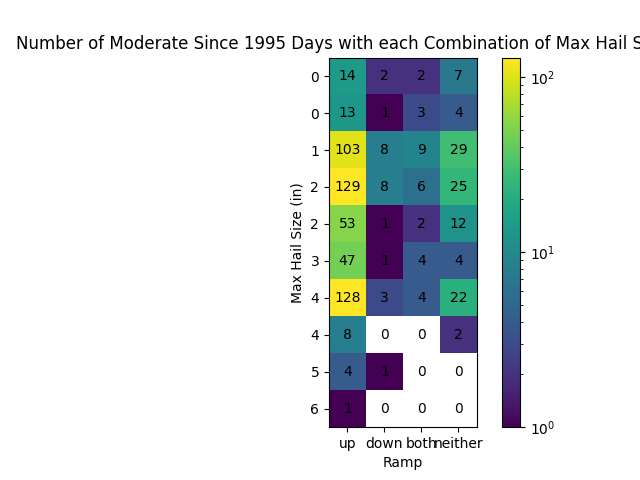 Number of Moderate Since 1995 Days with each Combination of Max Hail S
0 14 2 2 7
0 13 1 3 4
1 103 8 9 29
2 129 8 6 25
2 53 1 2 12
3 47 1 4 4
4 128 3 4 22
4 8 0 0 2
5 4 1 0 0
6 1 0 0 0
up down both neither
Ramp
Max Hail Size (in)
10²
10¹
10⁰